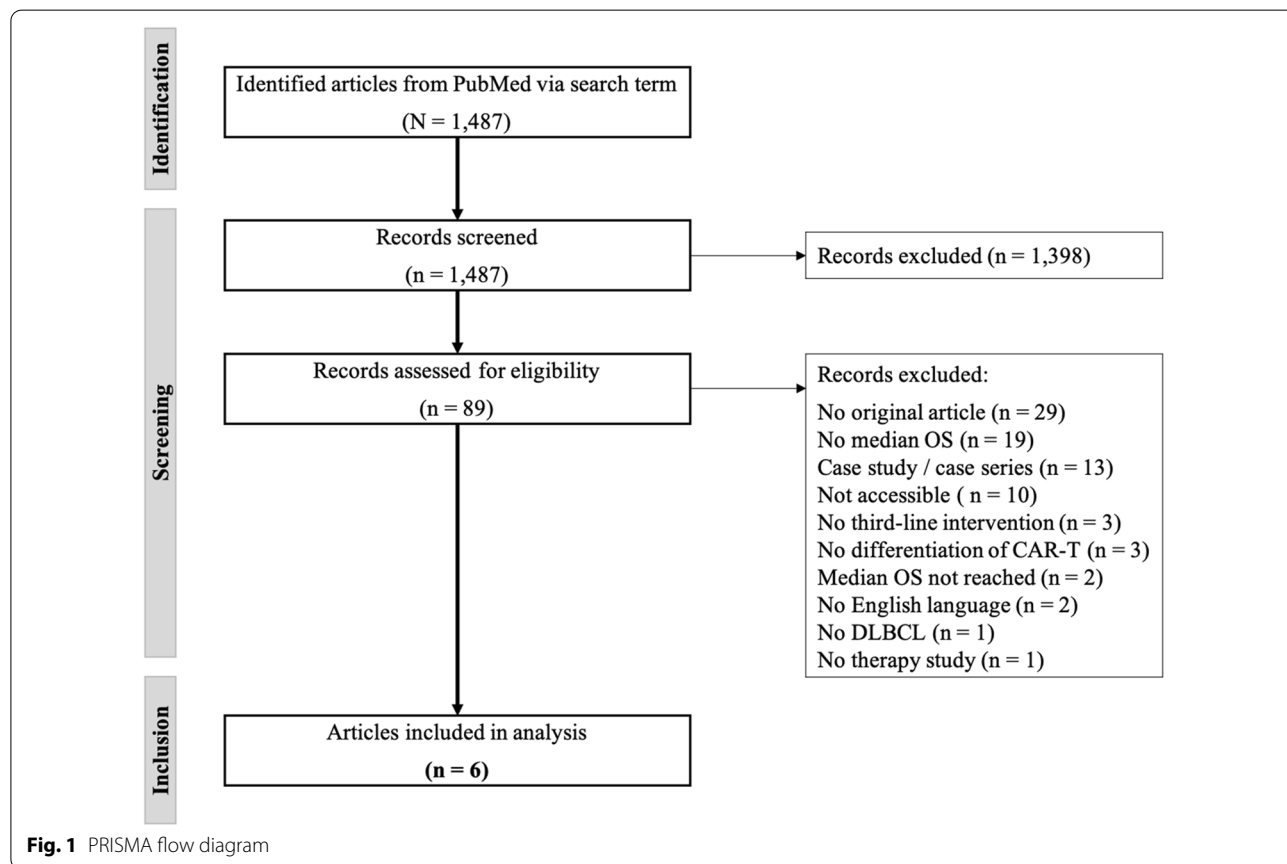 Identification
Identified articles from PubMed via search term
(N = 1,487)
Screening
Records screened
(n = 1,487)
Records excluded (n = 1,398)
Records assessed for eligibility
(n = 89)
Records excluded:
No original article (n = 29)
No median OS (n = 19)
Case study / case series (n = 13)
Not accessible ( n = 10)
No third-line intervention (n = 3)
No differentiation of CAR-T (n = 3)
Median OS not reached (n = 2)
No English language (n = 2)
No DLBCL (n = 1)
No therapy study (n = 1)
Inclusion
Articles included in analysis
(n = 6)
Fig. 1 PRISMA flow diagram